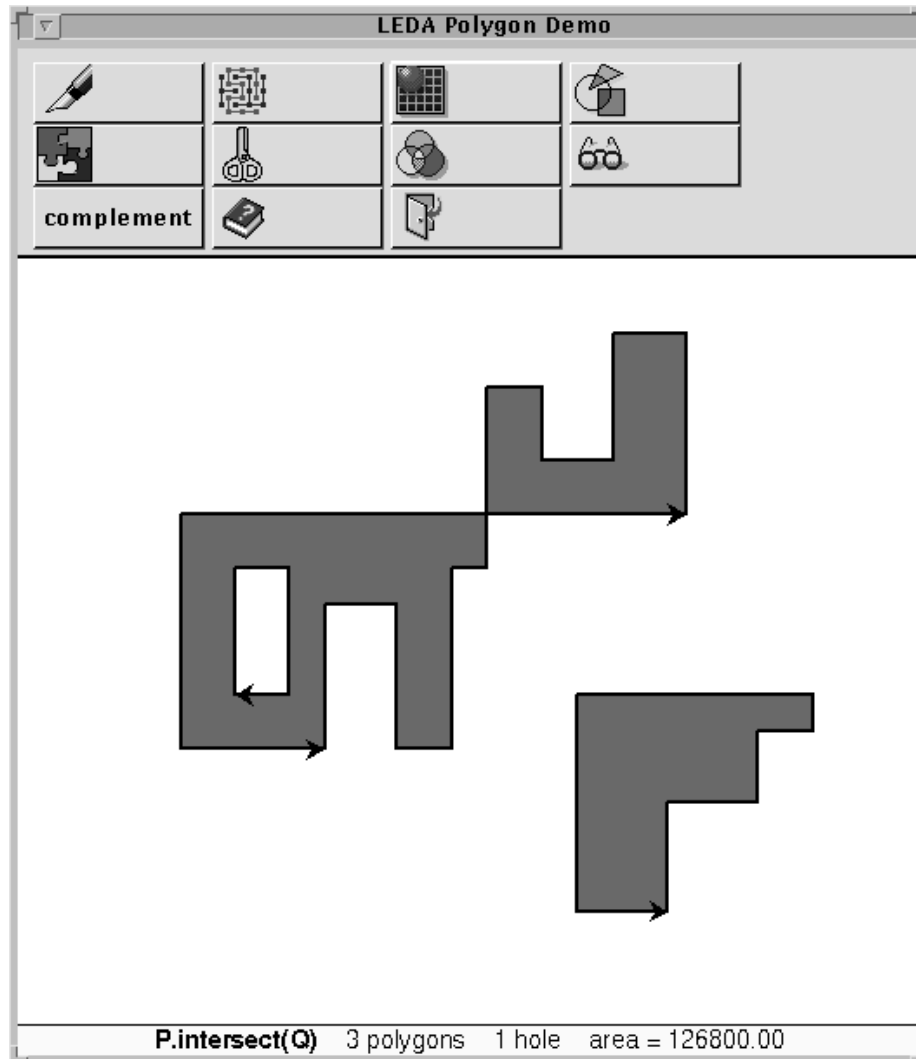 LEDA Polygon Demo
complement
?
P.intersect(Q) 3 polygons 1 hole area = 126800.00